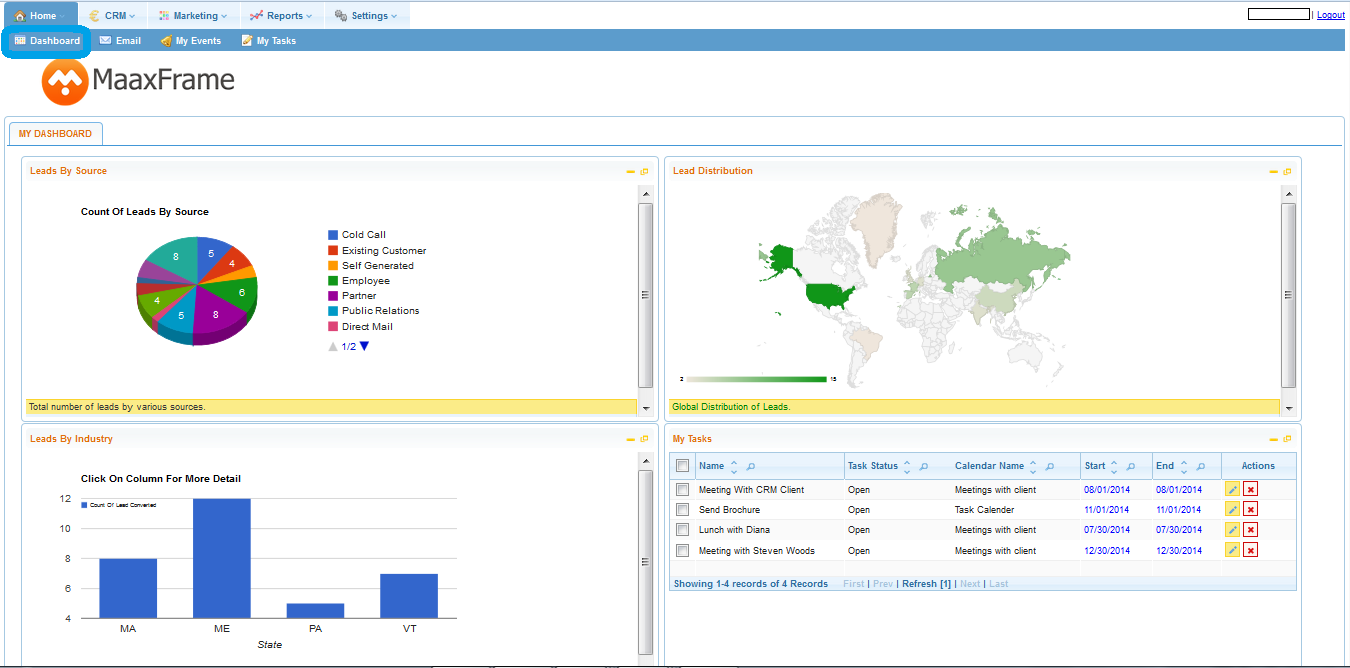 Home CRM Marketing Reports Settings | Logout
Dashboard Email My Events My Tasks
MaaxFrame
MY DASHBOARD
Leads By Source
Count Of Leads By Source
5
4
6
8
5
4
8
Cold Call
Existing Customer
Self Generated
Employee
Partner
Public Relations
Direct Mail
1/2
Total number of leads by various sources.
Lead Distribution
2 15
Global Distribution of Leads.
Leads By Industry
Click On Column For More Detail
Count Of Lead Converted
12
10
8
6
4
MA ME PA VT
State
My Tasks
Name Task Status Calendar Name Start End Actions
Meeting With CRM Client Open Meetings with client 08/01/2014 08/01/2014
Send Brochure Open Task Calender 11/01/2014 11/01/2014
Lunch with Diana Open Meetings with client 07/30/2014 07/30/2014
Meeting with Steven Woods Open Meetings with client 12/30/2014 12/30/2014
Showing 1-4 records of 4 Records First | Prev | Refresh [1] | Next | Last